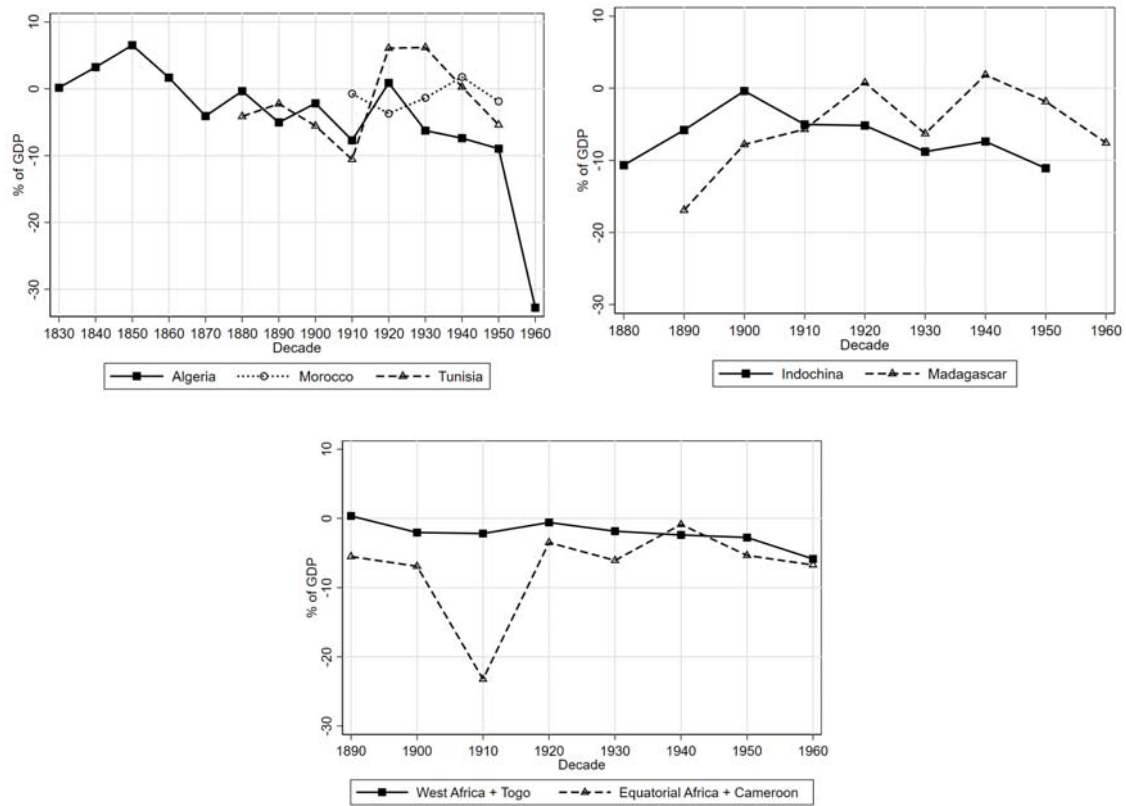 % of GDP
10
0
-10
-20
-30
1830 1840 1850 1860 1870 1880 1890 1900 1910 1920 1930 1940 1950 1960
Decade
Algeria Morocco Tunisia
% of GDP
10
0
-10
-20
-30
1880 1890 1900 1910 1920 1930 1940 1950 1960
Decade
Indochina Madagascar
% of GDP
10
0
-10
-20
-30
1890 1900 1910 1920 1930 1940 1950 1960
Decade
West Africa + Togo Equatorial Africa + Cameroon